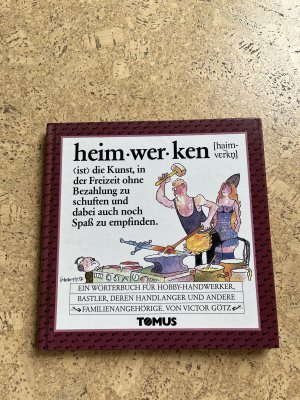 heim·wer·ken [haim-
vɛrkn]
(ist) die Kunst, in
der Freizeit ohne
Bezahlung zu
schuften und
dabei auch noch
Spaß zu empfinden.
EIN WÖRTERBUCH FÜR HOBBY-HANDWERKER,
BASTLER, DEREN HANDLANGER UND ANDERE
FAMILIENANGEHÖRIGE. VON VICTOR GÖTZ
TOMUS